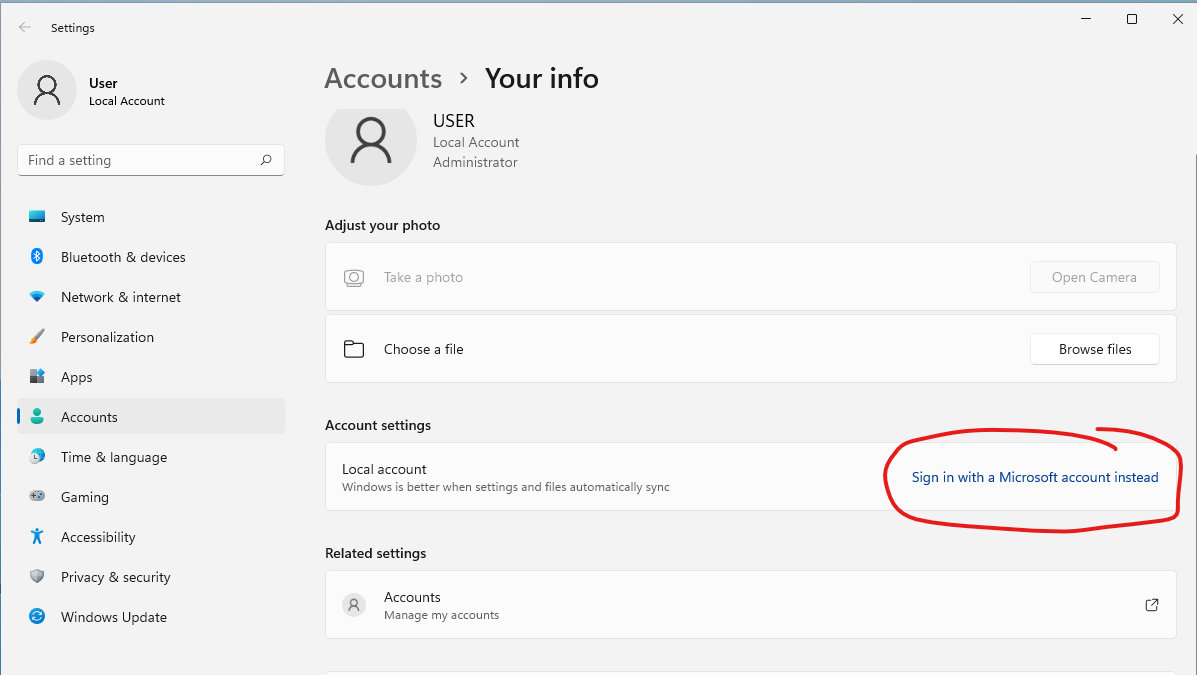 Settings
User
Local Account
Find a setting
System
Bluetooth & devices
Network & internet
Personalization
Apps
Accounts
Time & language
Gaming
Accessibility
Privacy & security
Windows Update
Accounts > Your info
USER
Local Account
Administrator
Adjust your photo
Take a photo
Open Camera
Choose a file
Browse files
Account settings
Local account
Windows is better when settings and files automatically sync
Sign in with a Microsoft account instead
Related settings
Accounts
Manage my accounts